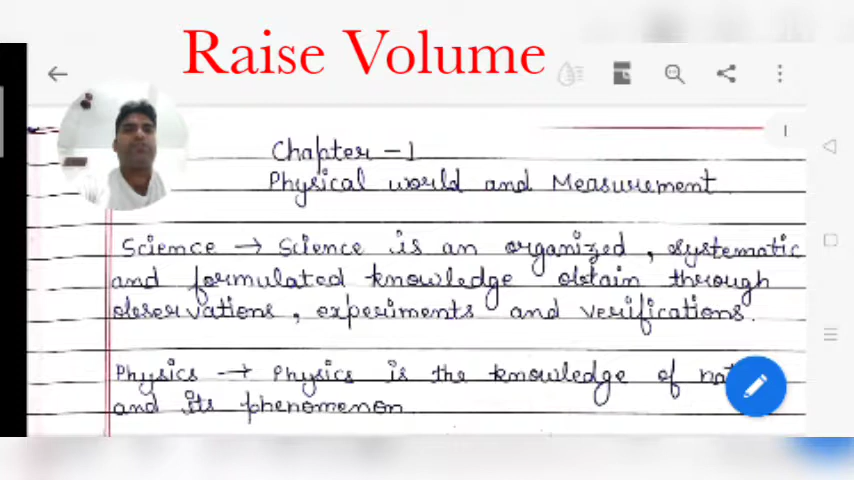 Raise Volume
1
Chapter - 1
Physical world and Measurement
Science → Science is an organized, systematic
and formulated knowledge obtain through
observations, experiments and verifications.
Physics → Physics is the knowledge of
and its phenomenon